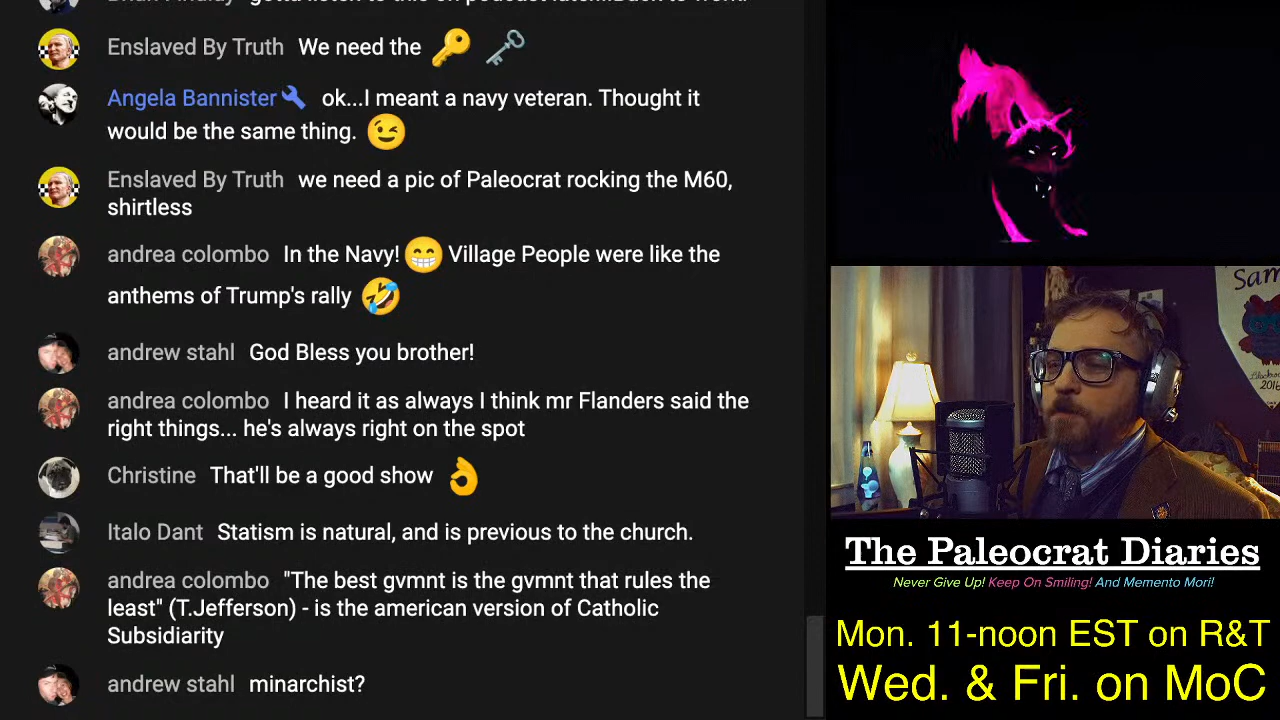 Enslaved By Truth We need the 🔑 🗝️
Angela Bannister🔧 ok...I meant a navy veteran. Thought it
would be the same thing. 😉
Enslaved By Truth we need a pic of Paleocrat rocking the M60,
shirtless
andrea colombo In the Navy! 😁 Village People were like the
anthems of Trump's rally 🤣
andrew stahl God Bless you brother!
andrea colombo I heard it as always I think mr Flanders said the
right things... he's always right on the spot
Christine That'll be a good show 👌
Italo Dant Statism is natural, and is previous to the church.
andrea colombo "The best gvmnt is the gvmnt that rules the
least" (T.Jefferson) - is the american version of Catholic
Subsidiarity
andrew stahl minarchist?
Sam
2016
The Paleocrat Diaries
Never Give Up! Keep On Smiling! And Memento Mori!
Mon. 11-noon EST on R&T
Wed. & Fri. on MoC